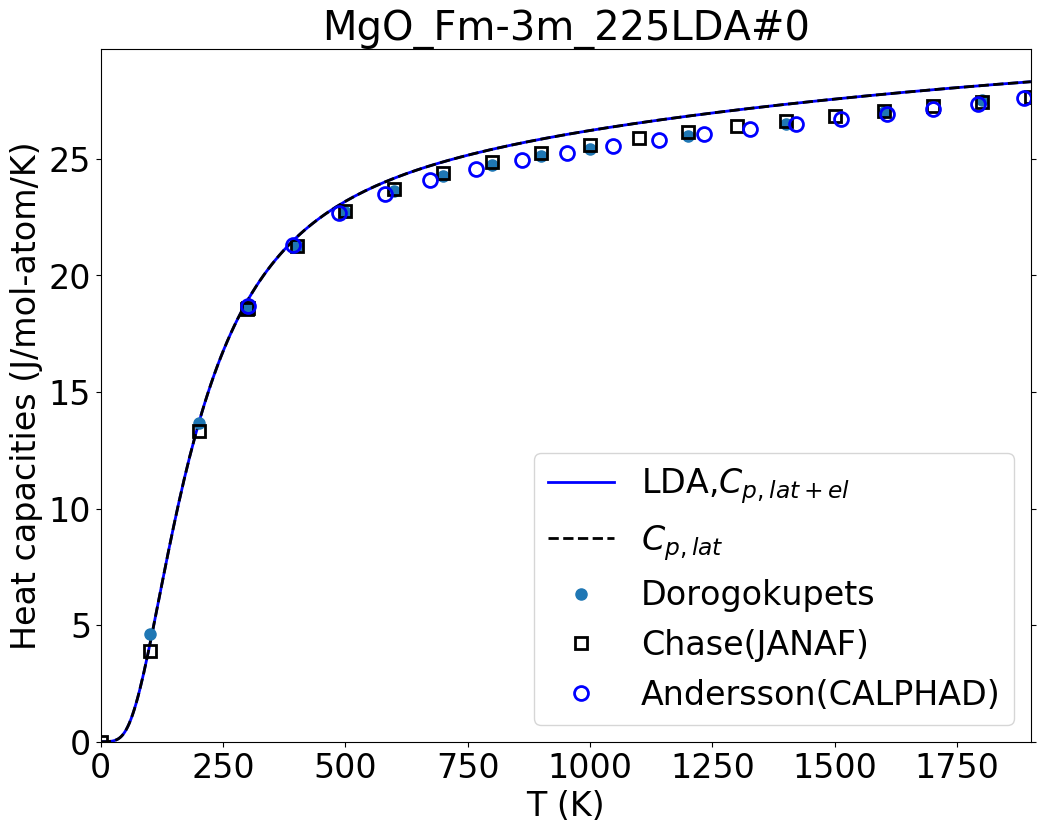 MgO_Fm-3m_225LDA#0
Heat capacities (J/mol-atom/K)
25
20
15
10
5
0
0 250 500 750 1000 1250 1500 1750
T (K)
LDA,C_{p, lat + el}
C_{p, lat}
Dorogokupets
Chase(JANAF)
Andersson(CALPHAD)